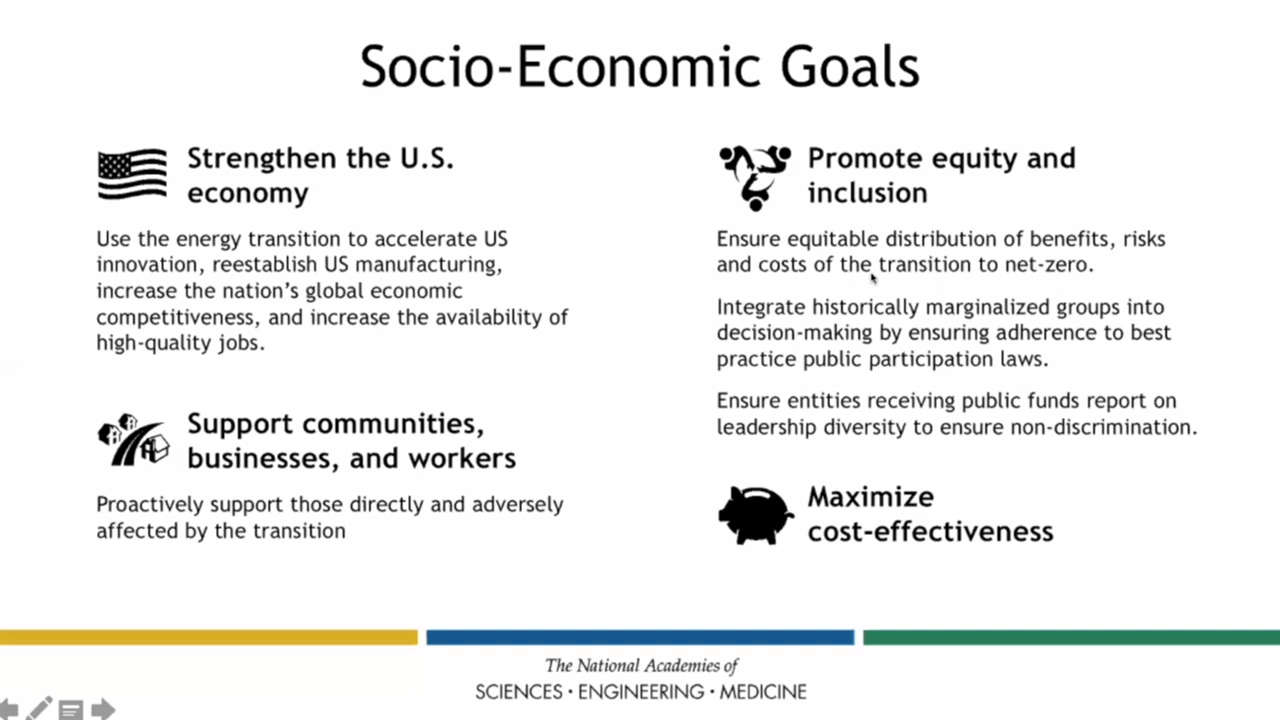 Socio-Economic Goals
Strengthen the U.S.
economy
Use the energy transition to accelerate US
innovation, reestablish US manufacturing,
increase the nation's global economic
competitiveness, and increase the availability of
high-quality jobs.
Support communities,
businesses, and workers
Proactively support those directly and adversely
affected by the transition
Promote equity and
inclusion
Ensure equitable distribution of benefits, risks
and costs of the transition to net-zero.
Integrate historically marginalized groups into
decision-making by ensuring adherence to best
practice public participation laws.
Ensure entities receiving public funds report on
leadership diversity to ensure non-discrimination.
Maximize
cost-effectiveness
The National Academies of
SCIENCES · ENGINEERING · MEDICINE